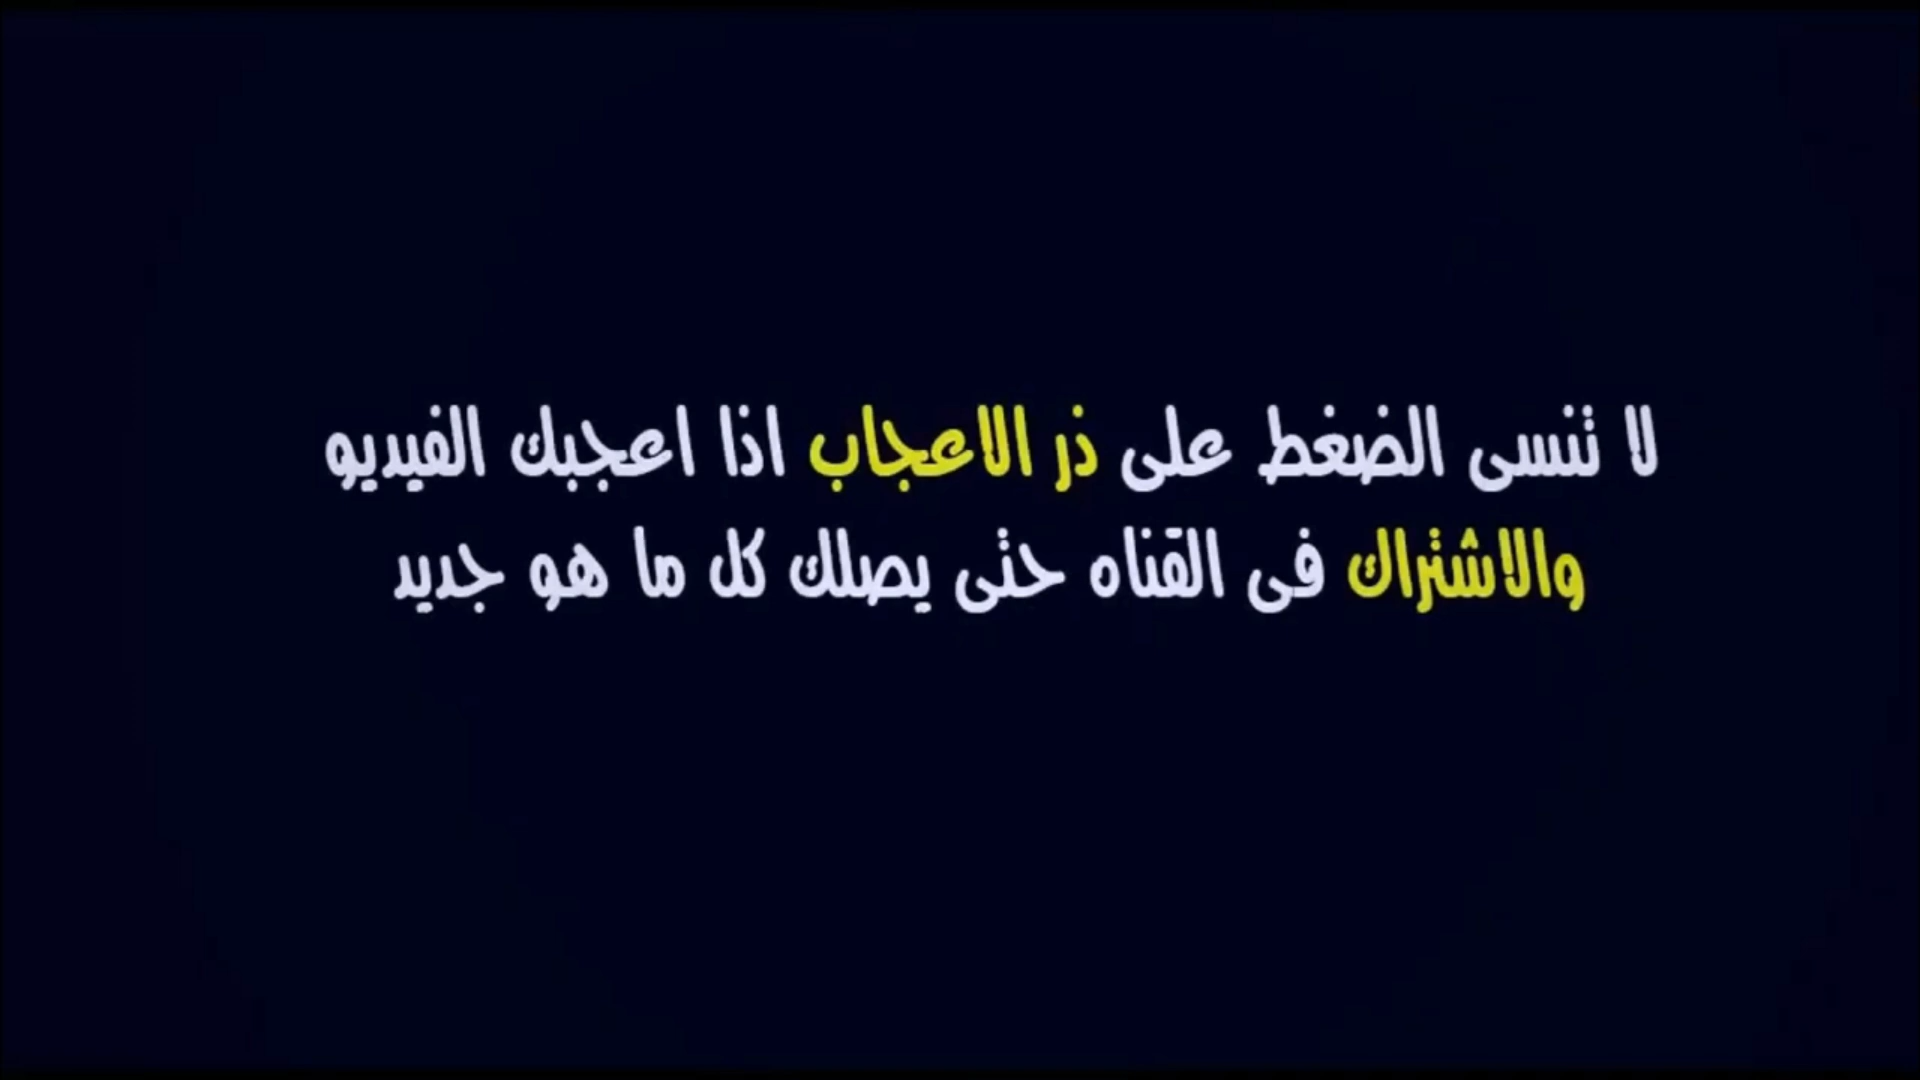 لا تنسى الضغط على ذر الاعجاب اذا اعجبك الفيديو
والاشتراك فى القناه حتى يصلك كل ما هو جديد